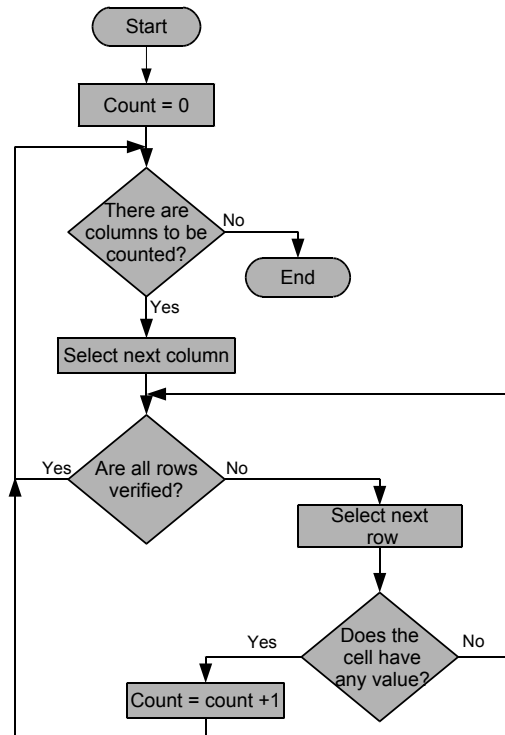 Start
Count = 0
There are
columns to be
counted?
No
End
Yes
Select next column
Yes
Are all rows
verified?
No
Select next
row
Does the
cell have
any value?
Yes
No
Count = count +1